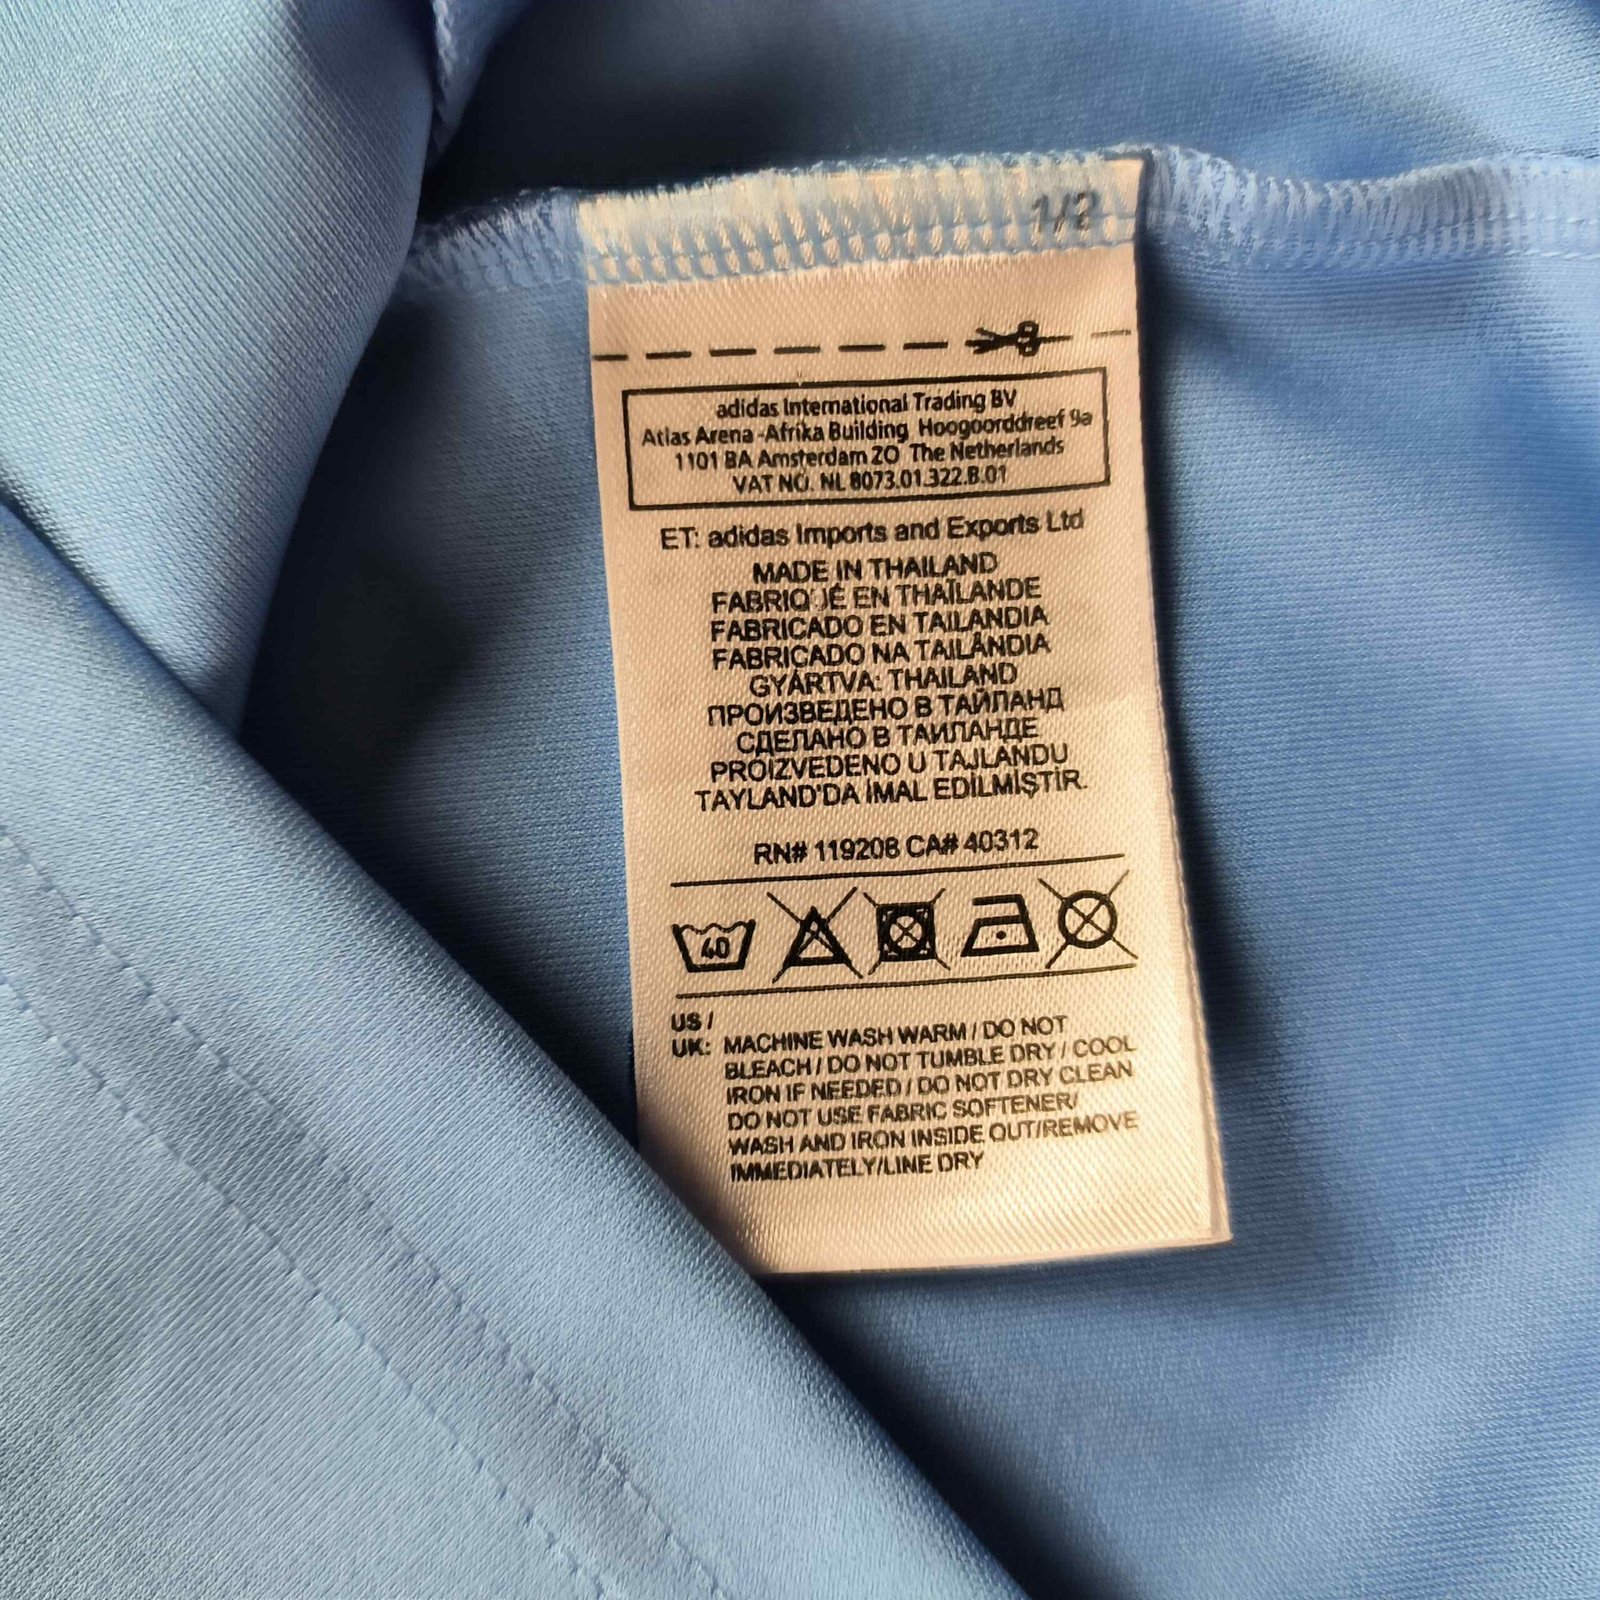 1/2
adidas International Trading BV
Atlas Arena-Afrika Building Hoogoorddreef 9a
1101 BA Amsterdam ZO The Netherlands
VAT NO. NL 8073.01.322.B.01
ET: adidas Imports and Exports Ltd
MADE IN THAILAND
FABRIQUÉ EN THAÏLANDE
FABRICADO EN TAILANDIA
FABRICADO NA TAILÂNDIA
GYÁRTVA: THAILAND
ПРОИЗВЕДЕНО В ТАЙЛАНД
СДЕЛАНО В ТАИЛАНДЕ
PROIZVEDENO U TAJLANDU
TAYLAND'DA İMAL EDİLMİŞTİR.
RN# 119208 CA# 40312
40
US /
UK: MACHINE WASH WARM / DO NOT
BLEACH / DO NOT TUMBLE DRY / COOL
IRON IF NEEDED / DO NOT DRY CLEAN
DO NOT USE FABRIC SOFTENER/
WASH AND IRON INSIDE OUT/REMOVE
IMMEDIATELY/LINE DRY